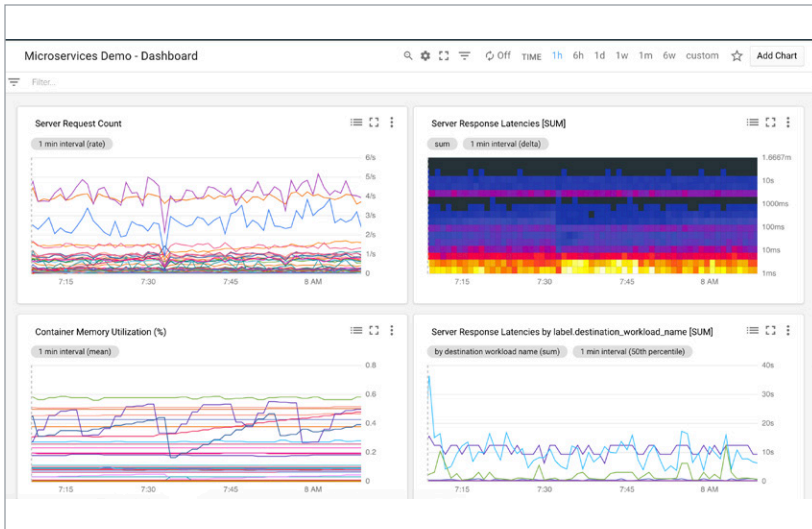 Microservices Demo - Dashboard
Off TIME 1h 6h 1d 1w 1m 6w custom Add Chart
Filter...
Server Request Count
1 min interval (rate)
6/s
5/s
4/s
3/s
2/s
1/s
0
7:15 7:30 7:45 8 AM
Server Response Latencies [SUM]
sum 1 min interval (delta)
1.6667m
10s
1000ms
100ms
10ms
1ms
7:15 7:30 7:45 8 AM
Container Memory Utilization (%)
1 min interval (mean)
0.8
0.6
0.4
0.2
0
7:15 7:30 7:45 8 AM
Server Response Latencies by label.destination_workload_name [SUM]
by destination workload name (sum) 1 min interval (50th percentile)
40s
30s
20s
10s
0
7:15 7:30 7:45 8 AM